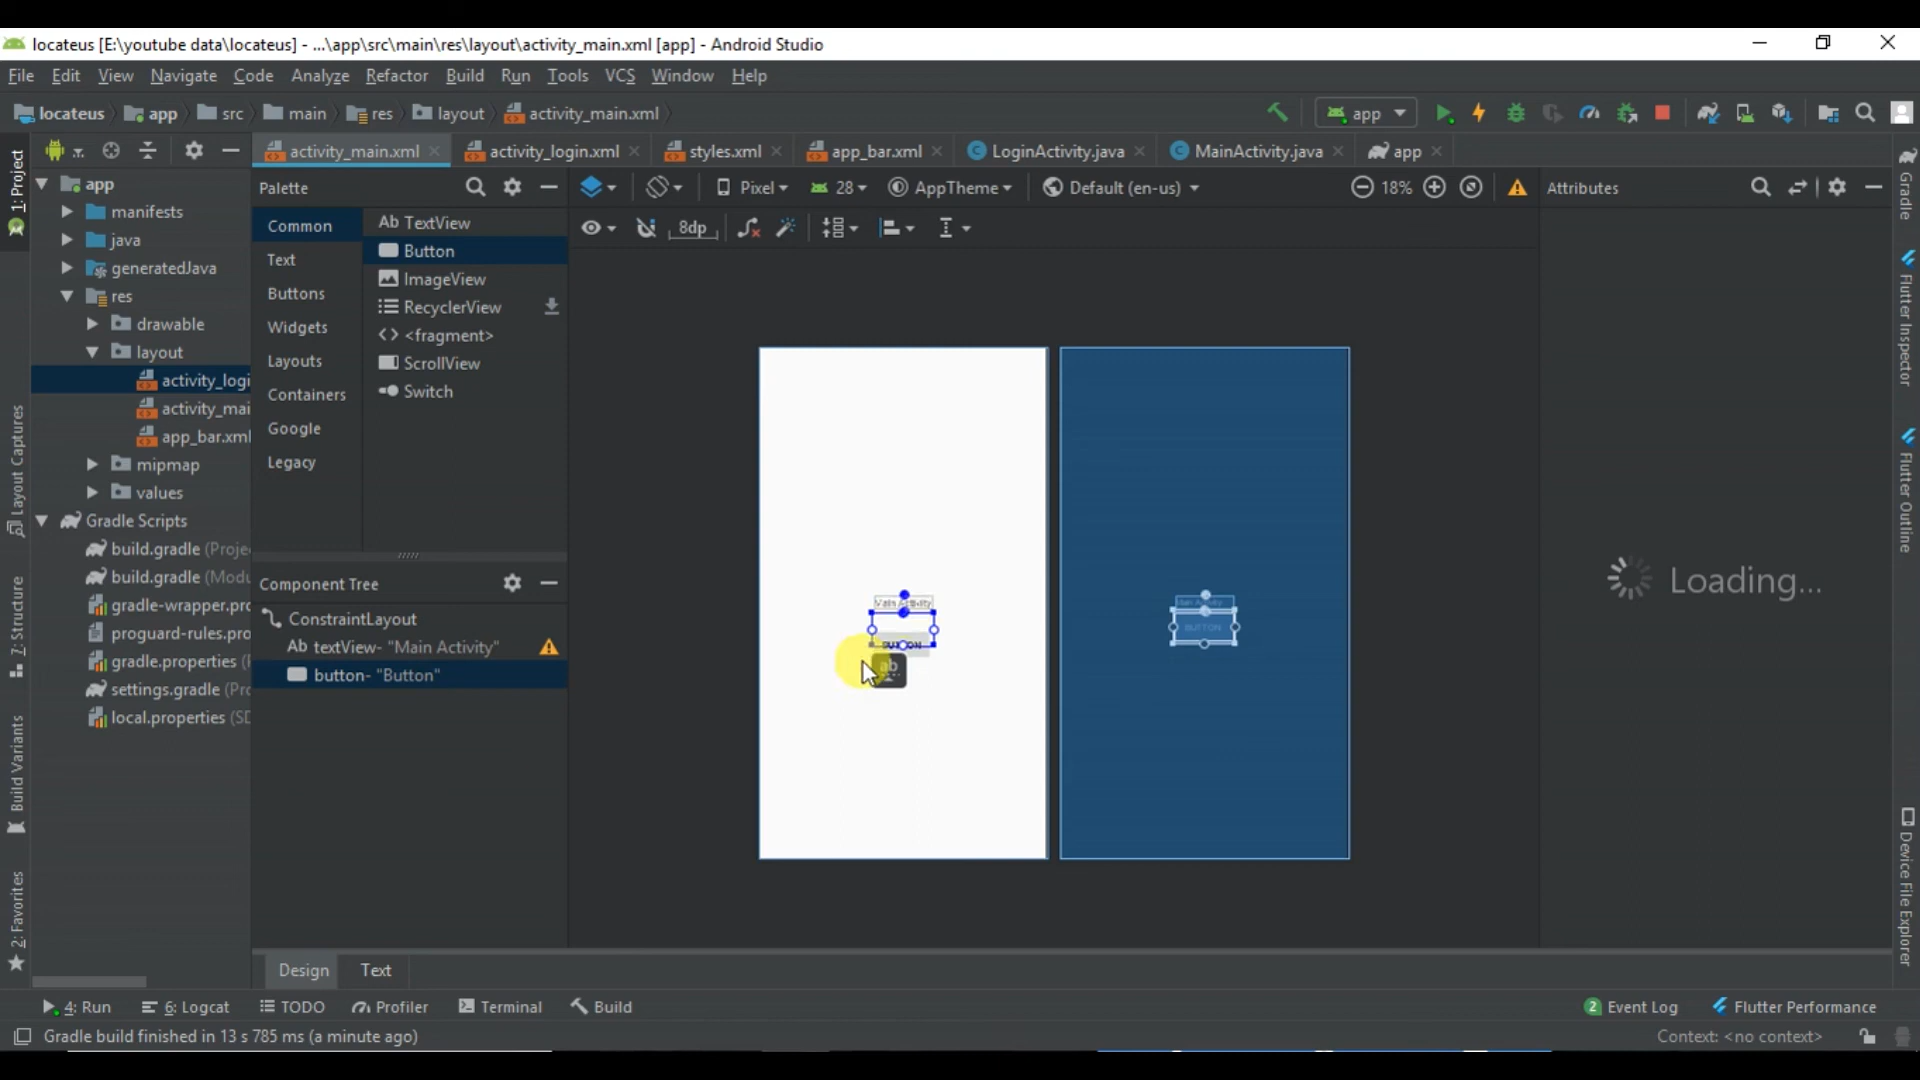 locateus [E:\youtube data\locateus] - ...\app\src\main\res\layout\activity_main.xml [app] - Android Studio
File Edit View Navigate Code Analyze Refactor Build Run Tools VCS Window Help
locateus app src main res layout activity_main.xml app
activity_main.xml activity_login.xml styles.xml app_bar.xml LoginActivity.java MainActivity.java app
1: Project
Layout Captures
7: Structure
Build Variants
2: Favorites
app
manifests
java
generatedJava
res
drawable
layout
activity_logi
activity_mai
app_bar.xml
mipmap
values
Gradle Scripts
build.gradle (Proje
build.gradle (Modu
gradle-wrapper.pro
proguard-rules.pro
gradle.properties (
settings.gradle (Pro
local.properties (SD
Palette
Common
Text
Buttons
Widgets
Layouts
Containers
Google
Legacy
Ab TextView
Button
ImageView
RecyclerView
<fragment>
ScrollView
Switch
Component Tree
ConstraintLayout
Ab textView- "Main Activity"
button- "Button"
Pixel 28 AppTheme Default (en-us) 18%
8dp
Main Activity
BUTTON
ab
Main Activity
BUTTON
Attributes
Loading...
Gradle
Flutter Inspector
Flutter Outline
Device File Explorer
Design Text
4: Run 6: Logcat TODO Profiler Terminal Build 2 Event Log Flutter Performance
Gradle build finished in 13 s 785 ms (a minute ago) Context: <no context>